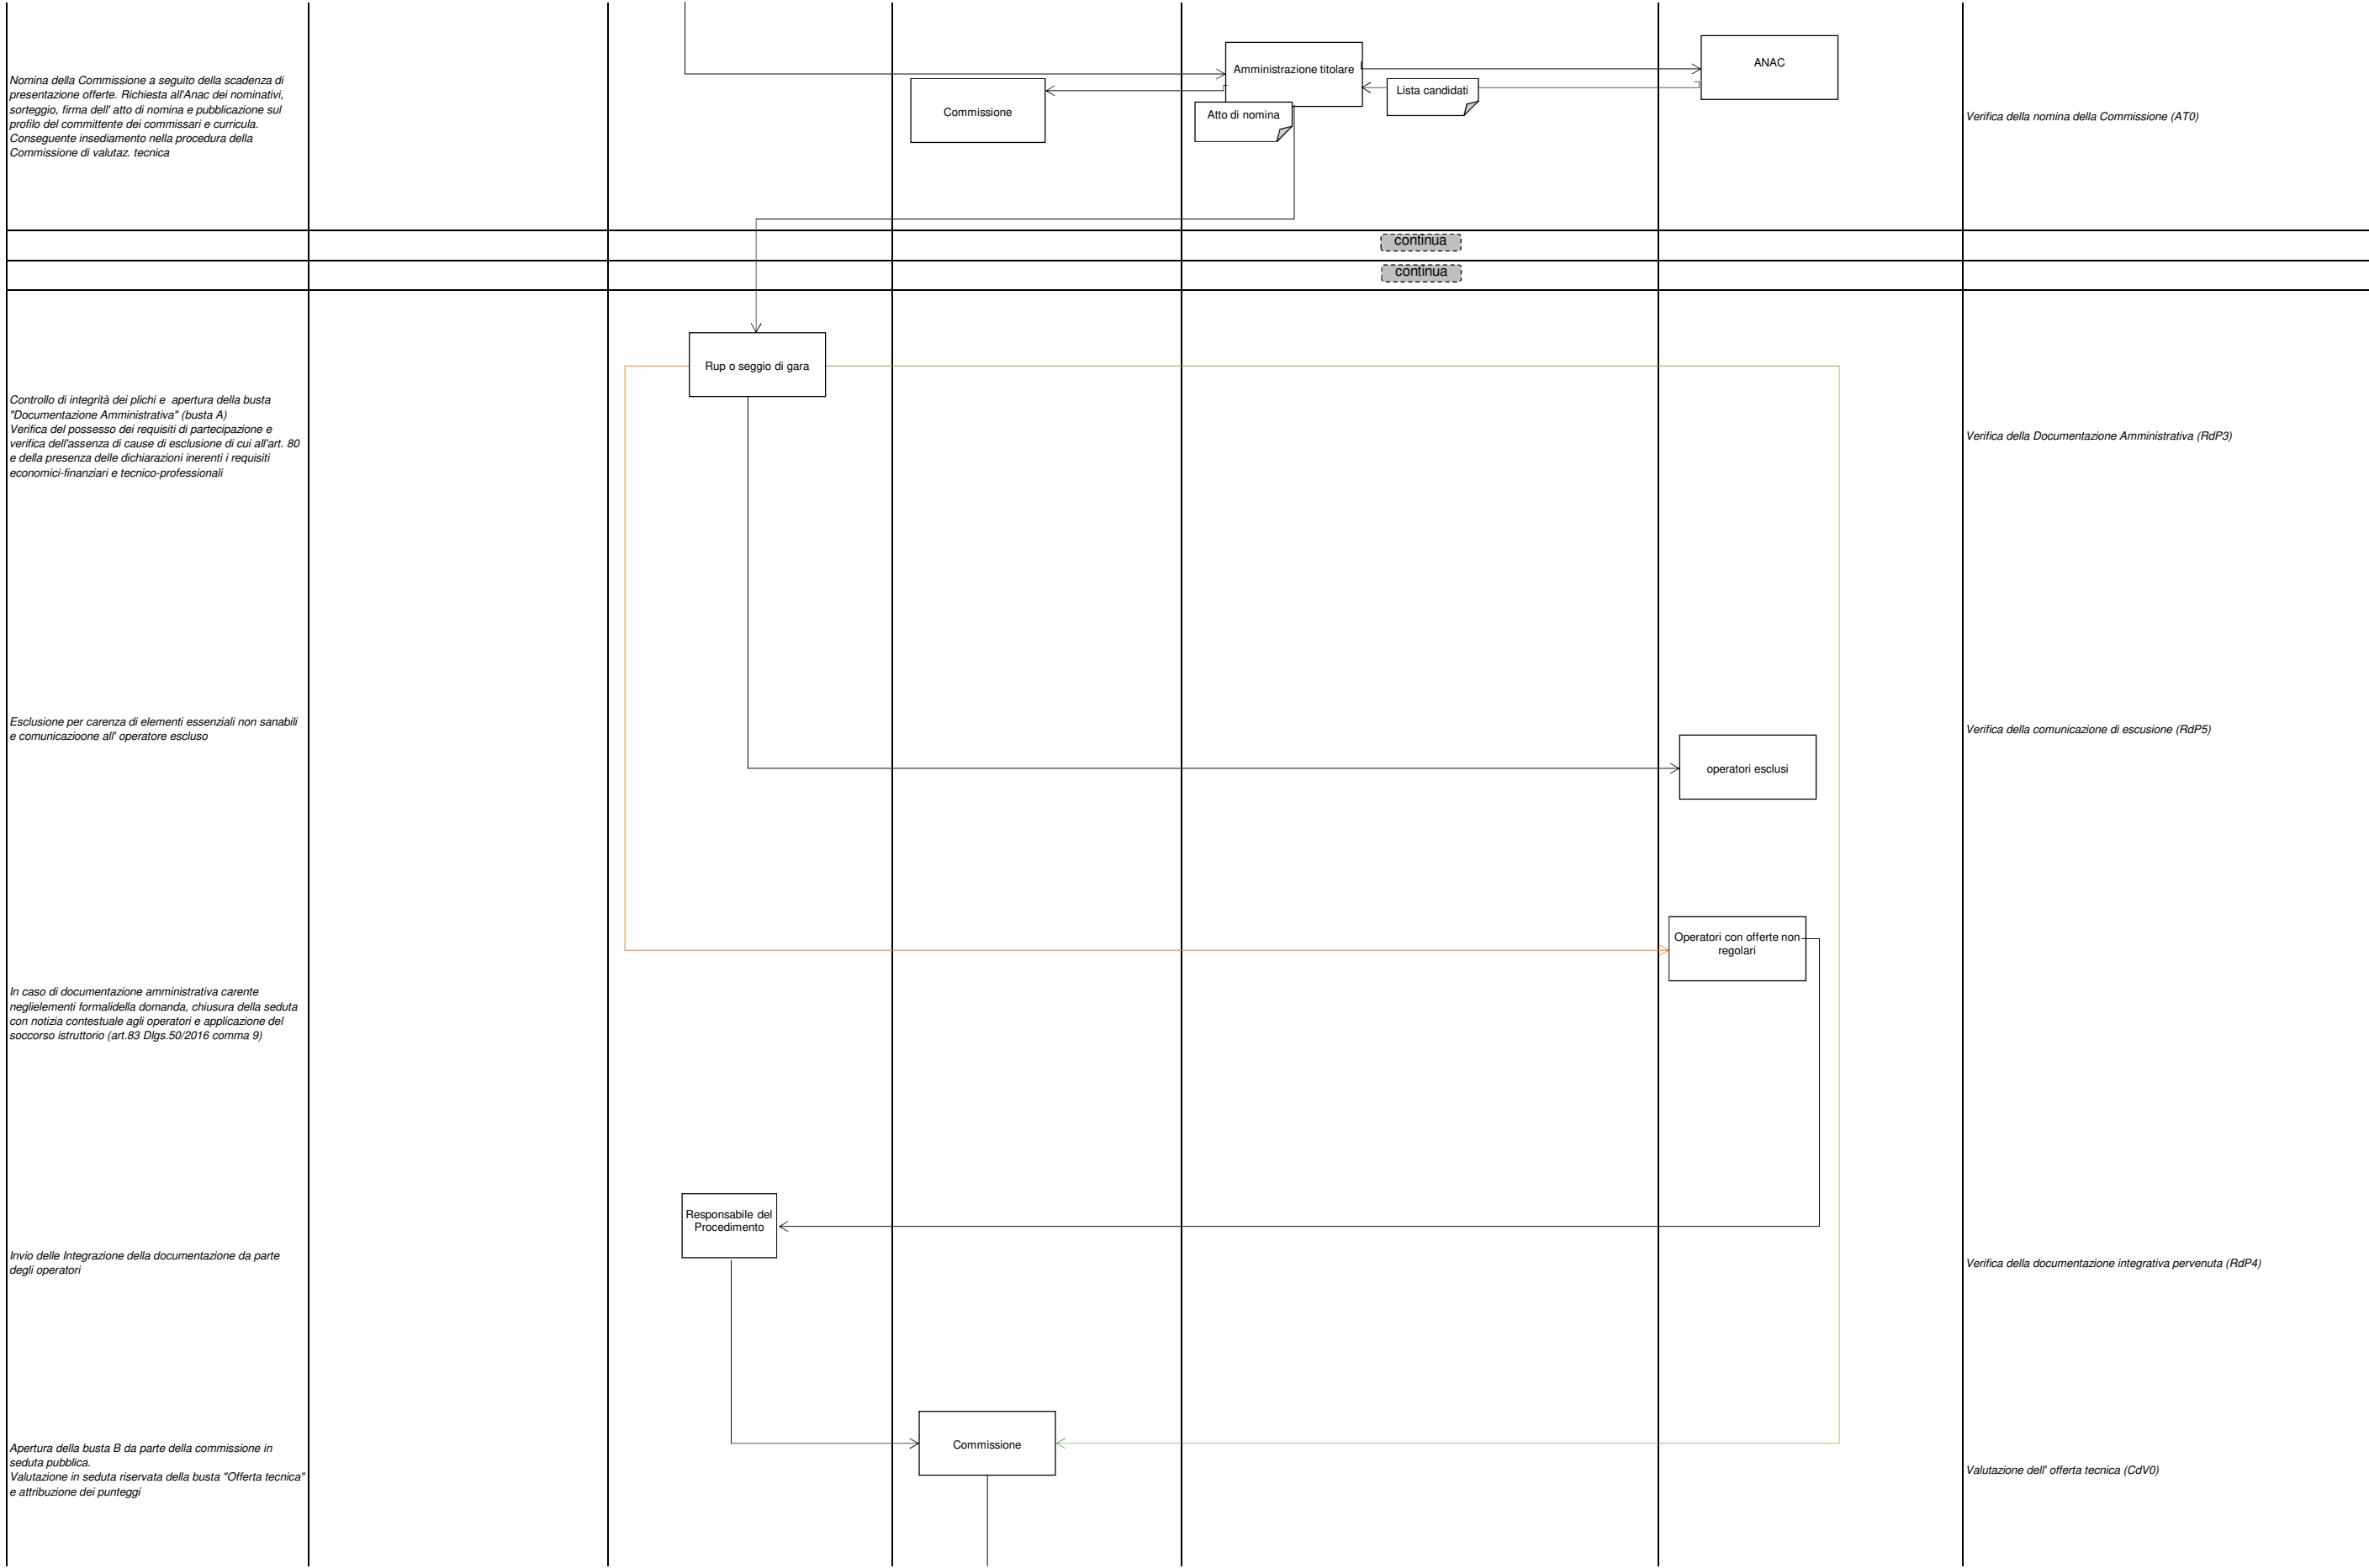 Nomina della Commissione a seguito della scadenza di
presentazione offerte. Richiesta all'Anac dei nominativi,
sorteggio, firma dell' atto di nomina e pubblicazione sul
profilo del committente dei commissari e curricula.
Conseguente insediamento nella procedura della
Commissione di valutaz. tecnica
Commissione
Amministrazione titolare
Atto di nomina
Lista candidati
ANAC
Verifica della nomina della Commissione (AT0)
continua
continua
Rup o seggio di gara
Controllo di integrità dei plichi e apertura della busta
"Documentazione Amministrativa" (busta A)
Verifica del possesso dei requisiti di partecipazione e
verifica dell'assenza di cause di esclusione di cui all'art. 80
e della presenza delle dichiarazioni inerenti i requisiti
economici-finanziari e tecnico-professionali
Verifica della Documentazione Amministrativa (RdP3)
Esclusione per carenza di elementi essenziali non sanabili
e comunicazioone all' operatore escluso
operatori esclusi
Verifica della comunicazione di escusione (RdP5)
Operatori con offerte non
regolari
In caso di documentazione amministrativa carente
neglielementi formalidella domanda, chiusura della seduta
con notizia contestuale agli operatori e applicazione del
soccorso istruttorio (art.83 Dlgs.50/2016 comma 9)
Responsabile del
Procedimento
Invio delle Integrazione della documentazione da parte
degli operatori
Verifica della documentazione integrativa pervenuta (RdP4)
Commissione
Apertura della busta B da parte della commissione in
seduta pubblica.
Valutazione in seduta riservata della busta "Offerta tecnica"
e attribuzione dei punteggi
Valutazione dell' offerta tecnica (CdV0)